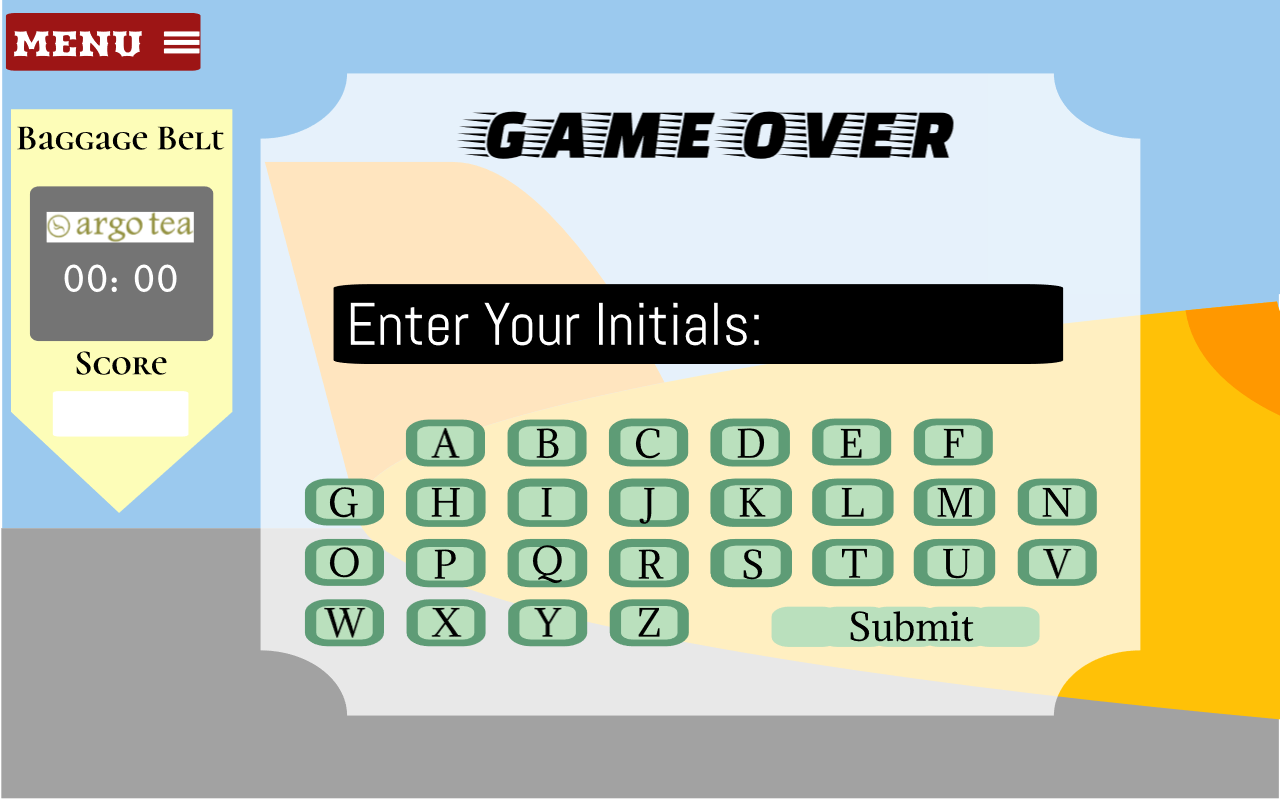 MENU
Baggage Belt
argo tea
00: 00
Score
GAME OVER
Enter Your Initials:
A B C D E F
G H I J K L M N
O P Q R S T U V
W X Y Z Submit